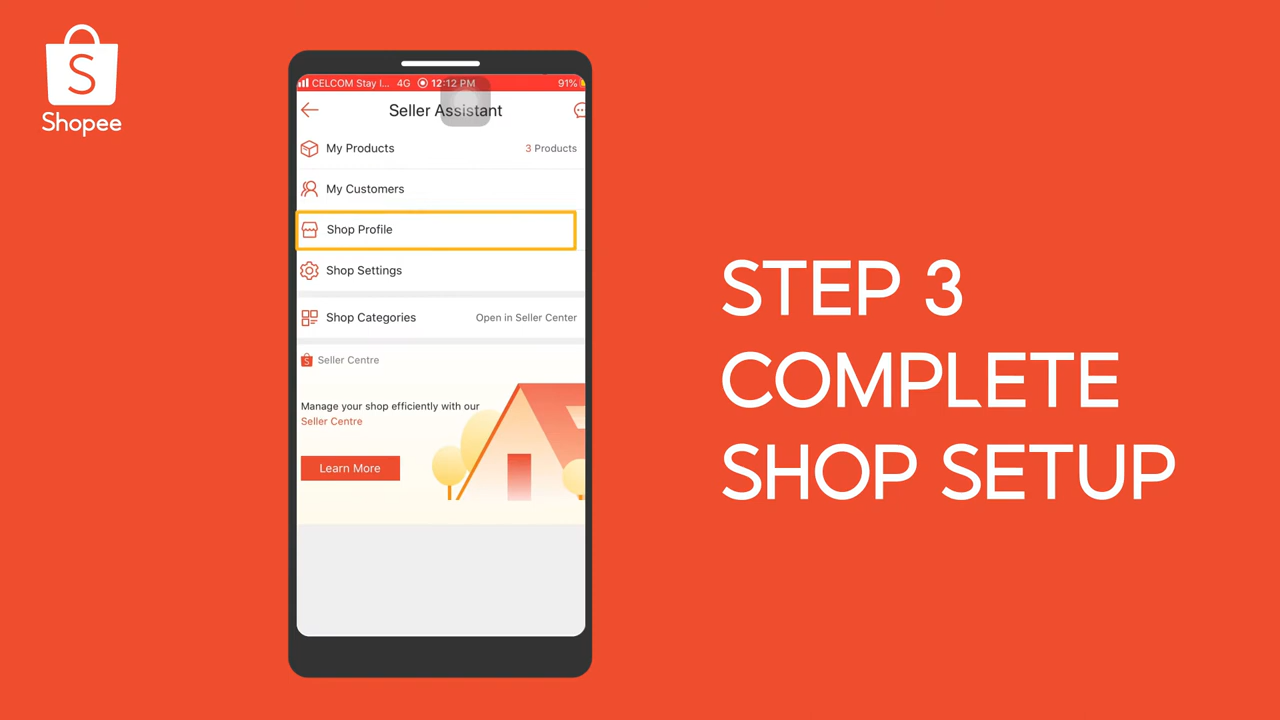 S
Shopee
CELCOM Stay I... 4G 12:12 PM 91%
Seller Assistant
My Products 3 Products
My Customers
Shop Profile
Shop Settings
Shop Categories Open in Seller Center
S Seller Centre
Manage your shop efficiently with our
Seller Centre
Learn More
STEP 3
COMPLETE
SHOP SETUP